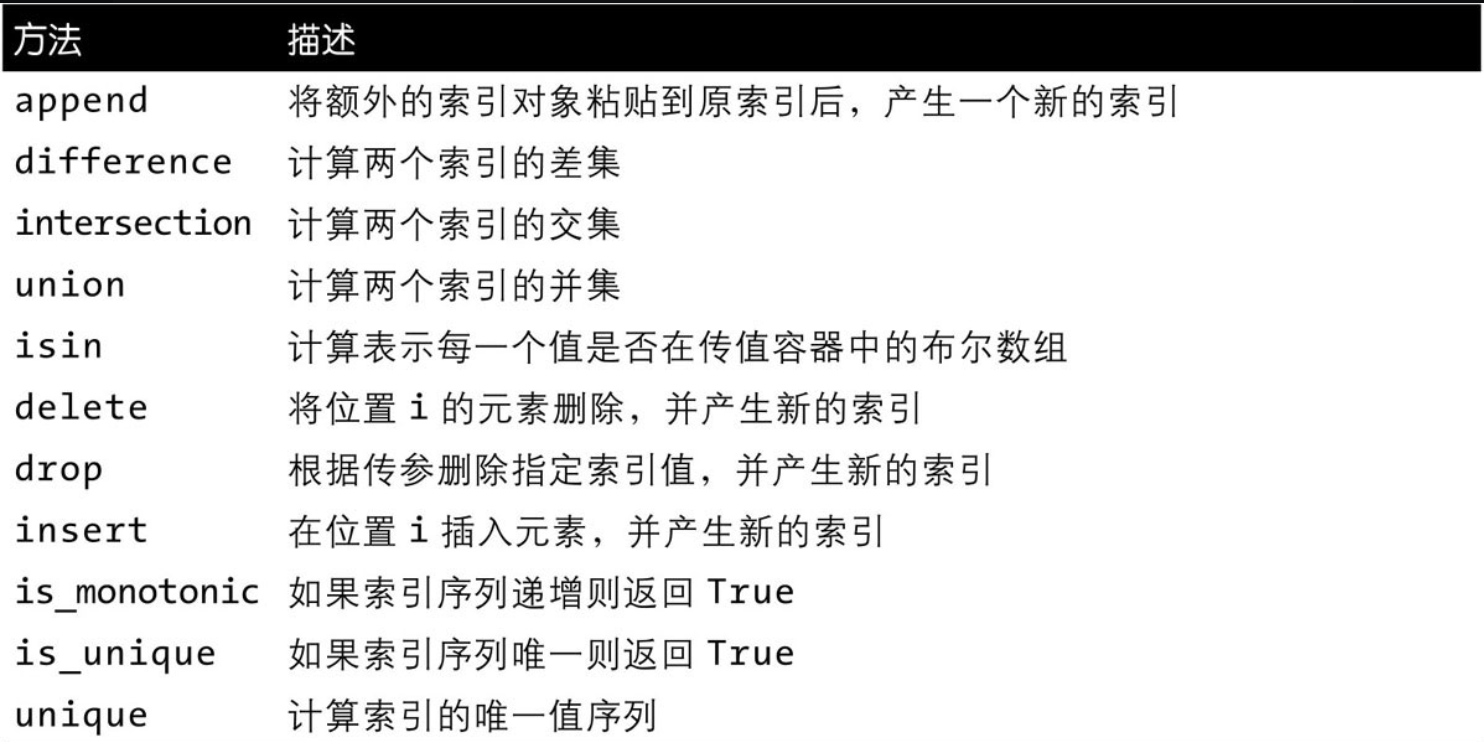 方法 描述
append 将额外的索引对象粘贴到原索引后，产生一个新的索引
difference 计算两个索引的差集
intersection 计算两个索引的交集
union 计算两个索引的并集
isin 计算表示每一个值是否在传值容器中的布尔数组
delete 将位置 i 的元素删除，并产生新的索引
drop 根据传参删除指定索引值，并产生新的索引
insert 在位置 i 插入元素，并产生新的索引
is_monotonic 如果索引序列递增则返回 True
is_unique 如果索引序列唯一则返回 True
unique 计算索引的唯一值序列